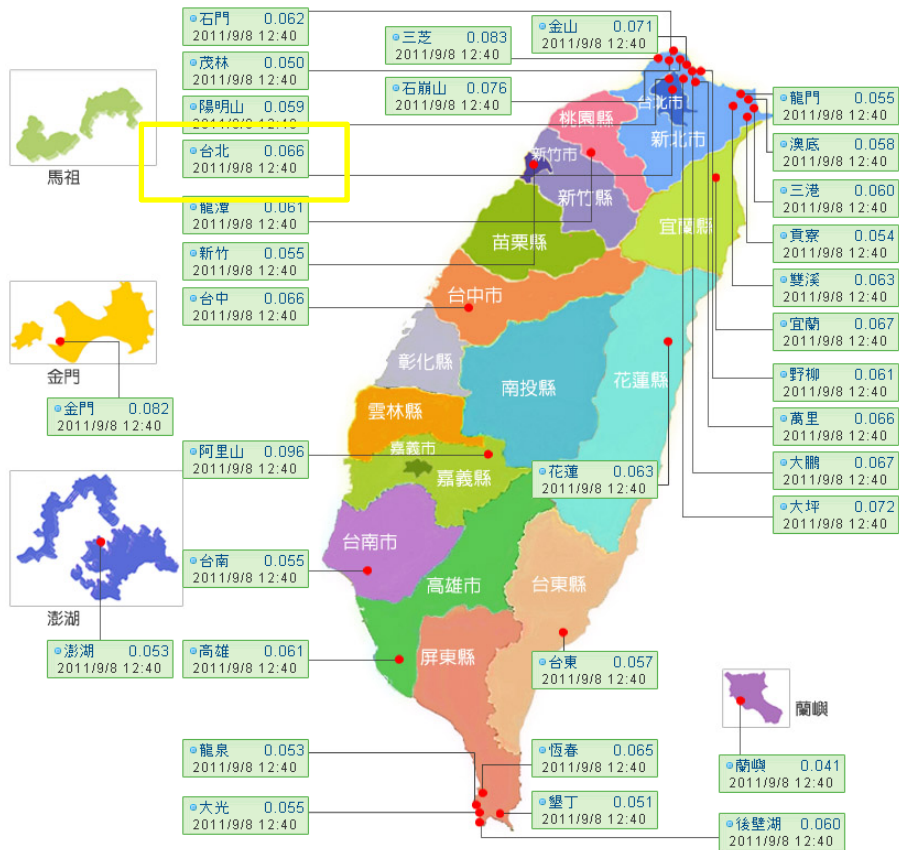 石門 0.062
2011/9/8 12:40
茂林 0.050
2011/9/8 12:40
陽明山 0.059
2011/9/8 12:40
台北 0.066
2011/9/8 12:40
龍潭 0.061
2011/9/8 12:40
新竹 0.055
2011/9/8 12:40
台中 0.066
2011/9/8 12:40
三芝 0.083
2011/9/8 12:40
石崩山 0.076
2011/9/8 12:40
金山 0.071
2011/9/8 12:40
龍門 0.055
2011/9/8 12:40
澳底 0.058
2011/9/8 12:40
三港 0.060
2011/9/8 12:40
貢寮 0.054
2011/9/8 12:40
雙溪 0.063
2011/9/8 12:40
宜蘭 0.067
2011/9/8 12:40
野柳 0.061
2011/9/8 12:40
萬里 0.066
2011/9/8 12:40
大鵬 0.067
2011/9/8 12:40
大坪 0.072
2011/9/8 12:40
馬祖
金門
金門 0.082
2011/9/8 12:40
澎湖
澎湖 0.053
2011/9/8 12:40
阿里山 0.096
2011/9/8 12:40
台南 0.055
2011/9/8 12:40
高雄 0.061
2011/9/8 12:40
龍泉 0.053
2011/9/8 12:40
大光 0.055
2011/9/8 12:40
台北市
新北市
桃園縣
新竹市
新竹縣
苗栗縣
宜蘭縣
台中市
彰化縣
南投縣
花蓮縣
雲林縣
嘉義市
嘉義縣
台南市
高雄市
台東縣
屏東縣
花蓮 0.063
2011/9/8 12:40
台東 0.057
2011/9/8 12:40
恆春 0.065
2011/9/8 12:40
墾丁 0.051
2011/9/8 12:40
蘭嶼
蘭嶼 0.041
2011/9/8 12:40
後壁湖 0.060
2011/9/8 12:40